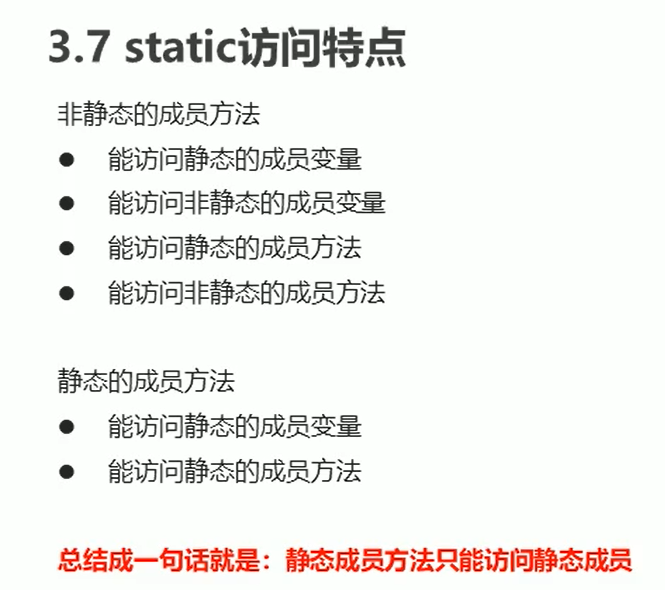 3.7 static访问特点
非静态的成员方法
● 能访问静态的成员变量
● 能访问非静态的成员变量
● 能访问静态的成员方法
● 能访问非静态的成员方法
静态的成员方法
● 能访问静态的成员变量
● 能访问静态的成员方法
总结成一句话就是：静态成员方法只能访问静态成员